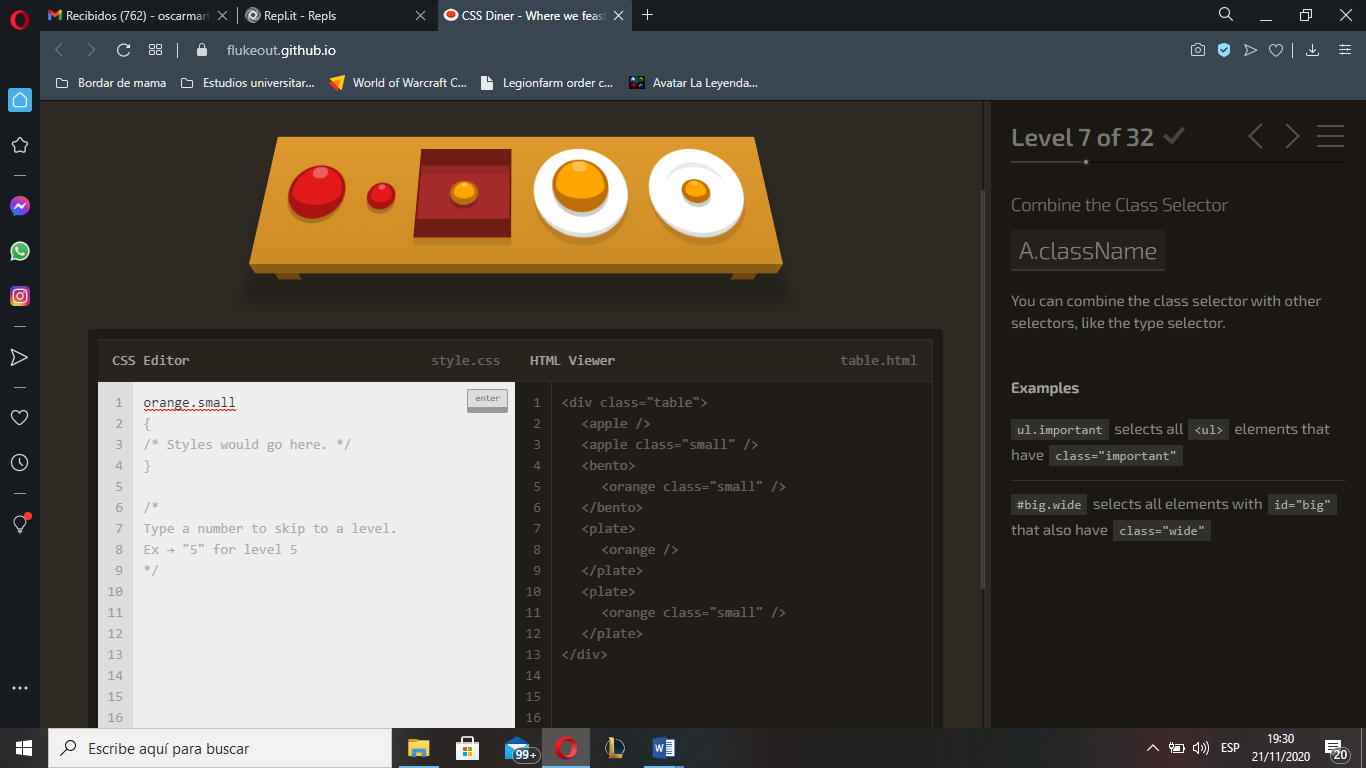 Recibidos (762) - oscarmar
Repl.it - Repls
CSS Diner - Where we feast
flukeout.github.io
Bordar de mama
Estudios universitar...
World of Warcraft C...
Legionfarm order c...
Avatar La Leyenda...
Level 7 of 32
Combine the Class Selector
A.className
You can combine the class selector with other
selectors, like the type selector.
Examples
ul.important selects all <ul> elements that
have class="important"
#big.wide selects all elements with id="big"
that also have class="wide"
CSS Editor style.css
enter
1 orange.small
2 {
3 /* Styles would go here. */
4 }
5
6 /*
7 Type a number to skip to a level.
8 Ex → "5" for level 5
9 */
10
11
12
13
14
15
16
HTML Viewer table.html
1 <div class="table">
2 <apple />
3 <apple class="small" />
4 <bento>
5 <orange class="small" />
6 </bento>
7 <plate>
8 <orange />
9 </plate>
10 <plate>
11 <orange class="small" />
12 </plate>
13 </div>
14
15
16
Escribe aquí para buscar
99+
ESP
19:30
21/11/2020
20